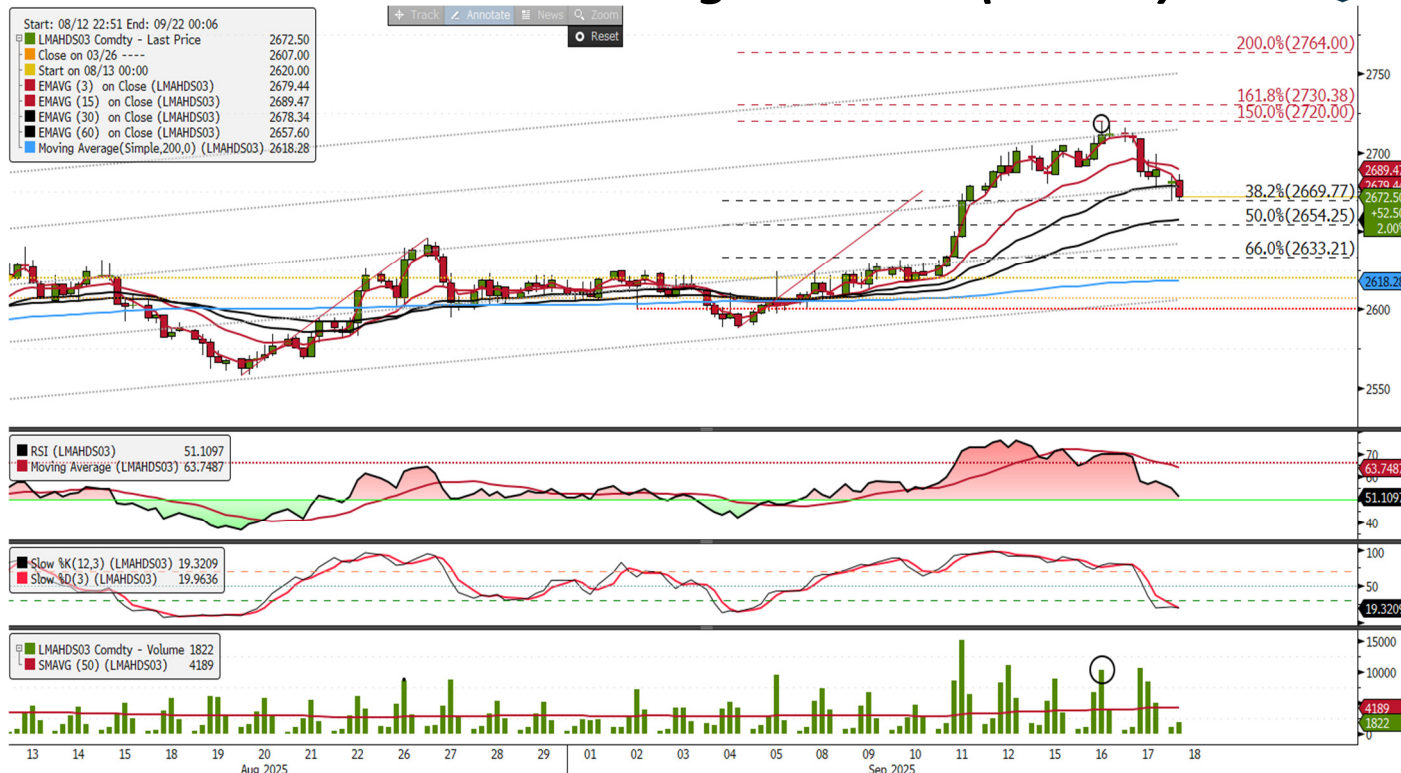 Track Annotate News Zoom
Reset
Start: 08/12 22:51 End: 09/22 00:06
LMAHDS03 Comdty - Last Price 2672.50
Close on 03/26 ---- 2607.00
Start on 08/13 00:00 2620.00
EMAVG (3) on Close (LMAHDS03) 2679.44
EMAVG (15) on Close (LMAHDS03) 2689.47
EMAVG (30) on Close (LMAHDS03) 2678.34
EMAVG (60) on Close (LMAHDS03) 2657.60
Moving Average(Simple,200,0) (LMAHDS03) 2618.28
200.0%(2764.00)
161.8%(2730.38)
150.0%(2720.00)
38.2%(2669.77)
50.0%(2654.25)
66.0%(2633.21)
2750
2700
2689.47
2679.44
2672.50
+52.50
2.00%
2618.28
2600
2550
RSI (LMAHDS03) 51.1097
Moving Average (LMAHDS03) 63.7487
70
63.7487
60
51.1097
40
Slow %K(12,3) (LMAHDS03) 19.3209
Slow %D(3) (LMAHDS03) 19.9636
100
50
19.3209
LMAHDS03 Comdty - Volume 1822
SMAVG (50) (LMAHDS03) 4189
15000
10000
4189
1822
0
13 14 15 18 19 20 21 22 26 27 28 29 01 02 03 04 05 08 09 10 11 12 15 16 17 18
Aug 2025 Sep 2025